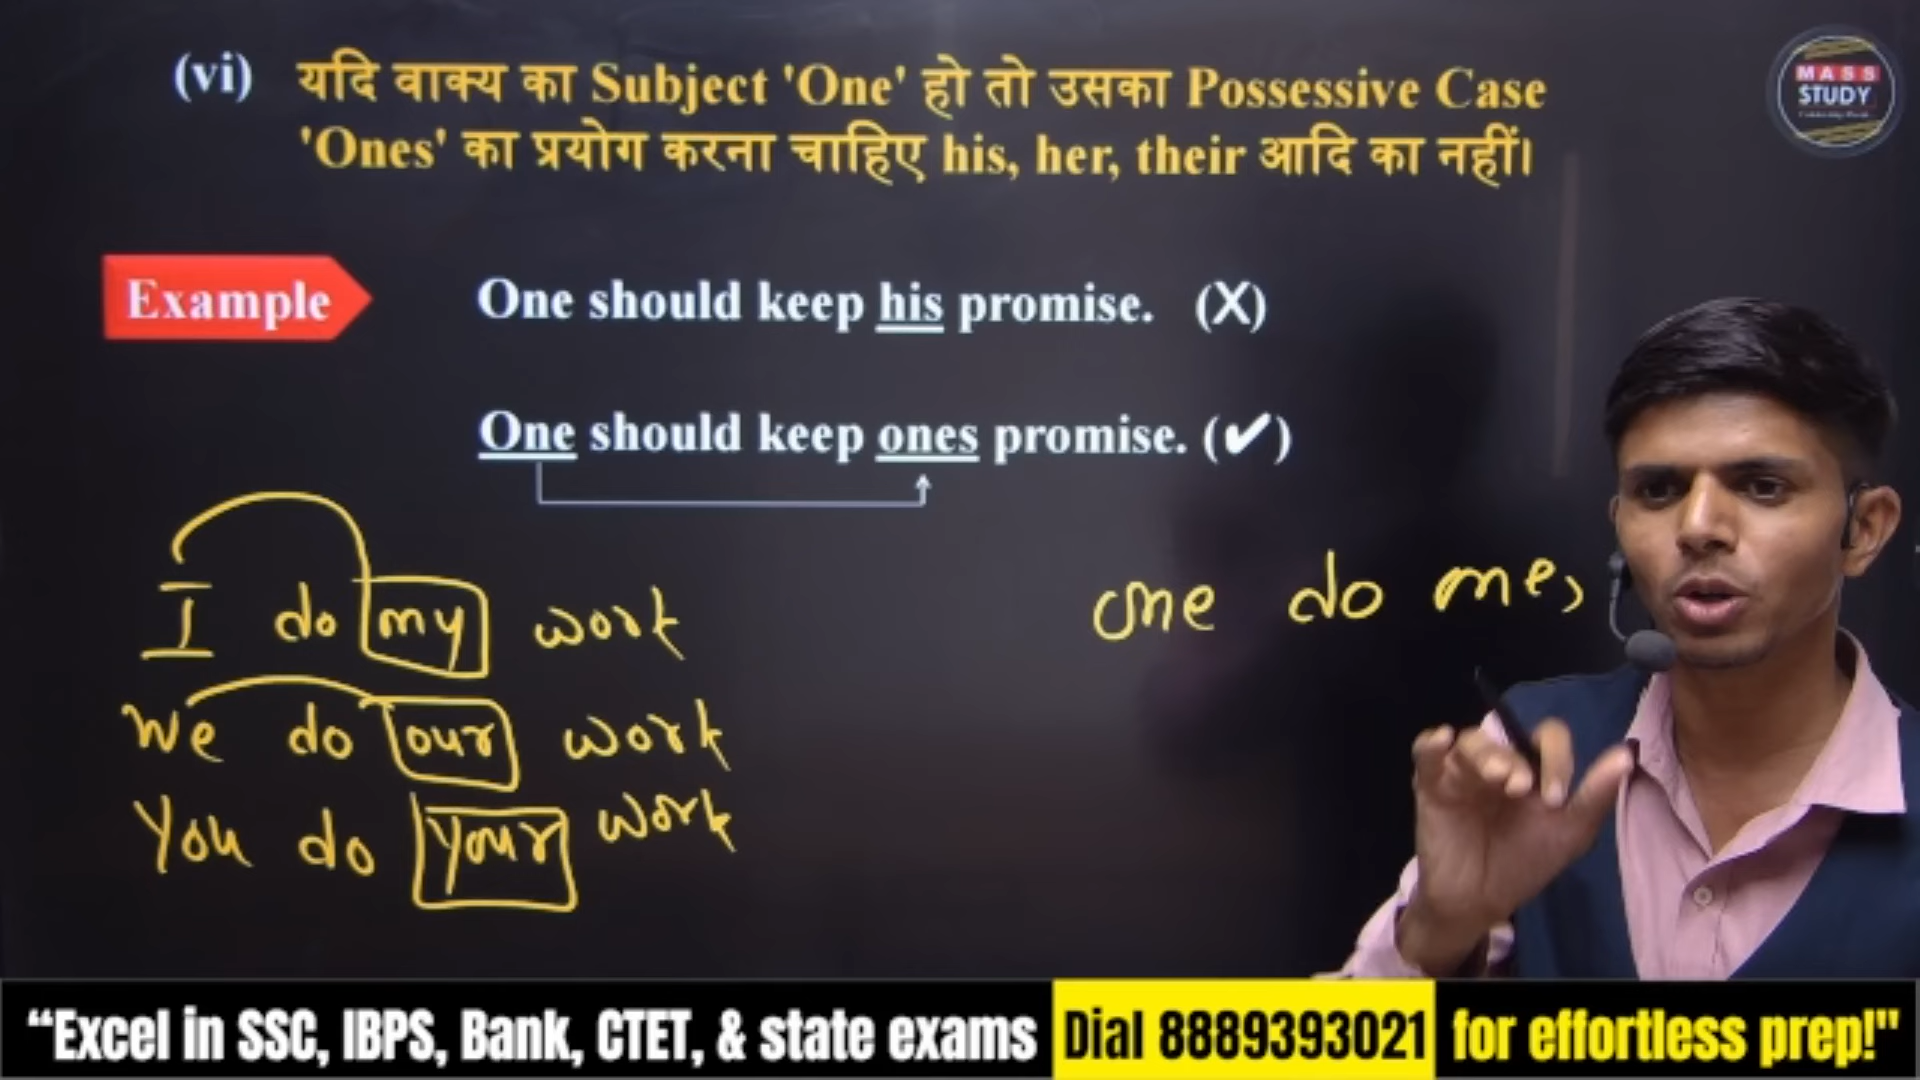 (vi) यदि वाक्य का Subject 'One' हो तो उसका Possessive Case
'Ones' का प्रयोग करना चाहिए his, her, their आदि का नहीं।
MASS
STUDY
Example
One should keep his promise. (X)
One should keep ones promise. (✔)
I do my work
We do our work
You do your work
one do me,
“Excel in SSC, IBPS, Bank, CTET, & state exams Dial 8889393021 for effortless prep!"